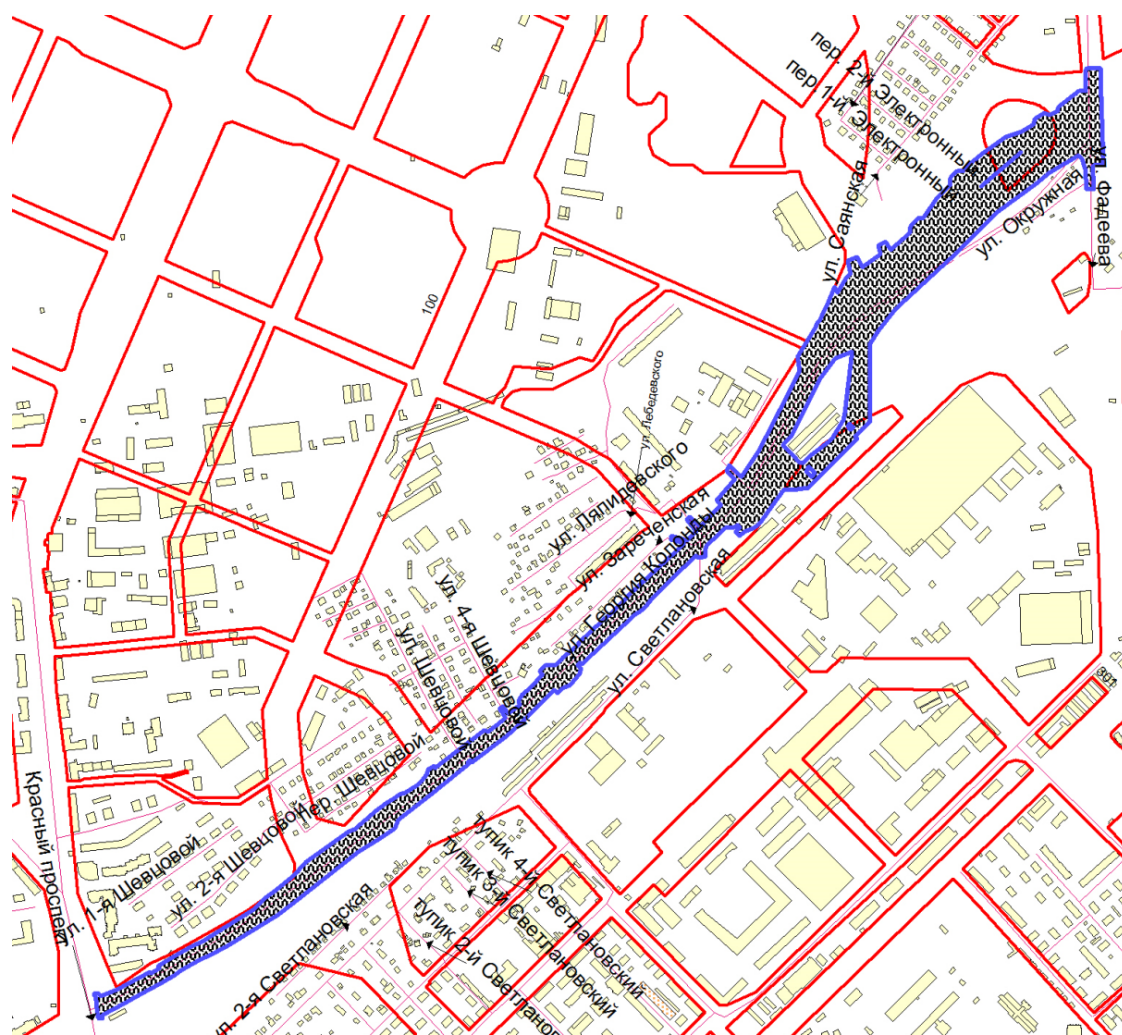 пер. 2-й Электронный
пер. 1-й Электронный
ул. Саянская
ул. Фадеева
ул. Окружная
100
ул. Лебедевского
ул. Ляпидевского
ул. Зареченская
ул. Георгия Колонды
ул. Светлановская
ул. 4-я Шевцовой
ул. Шевцовой
301
пер. Шевцовой
Красный проспект
ул. 1-я Шевцовой
ул. 2-я Шевцовой
тупик 4-й Светлановский
тупик 3-й Светлановский
тупик 2-й Светлановс
ул. 2-я Светлановская